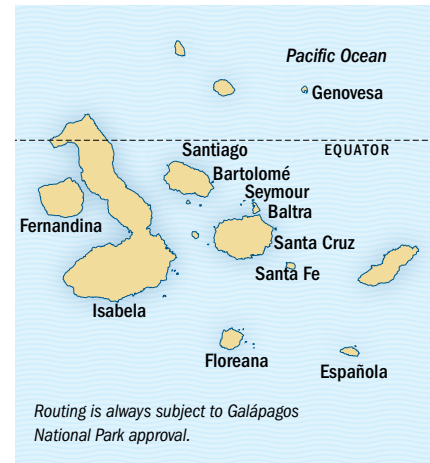 Pacific Ocean
Genovesa
EQUATOR
Santiago
Bartolomé
Seymour
Baltra
Fernandina
Santa Cruz
Santa Fe
Isabela
Floreana
Española
Routing is always subject to Galápagos
National Park approval.